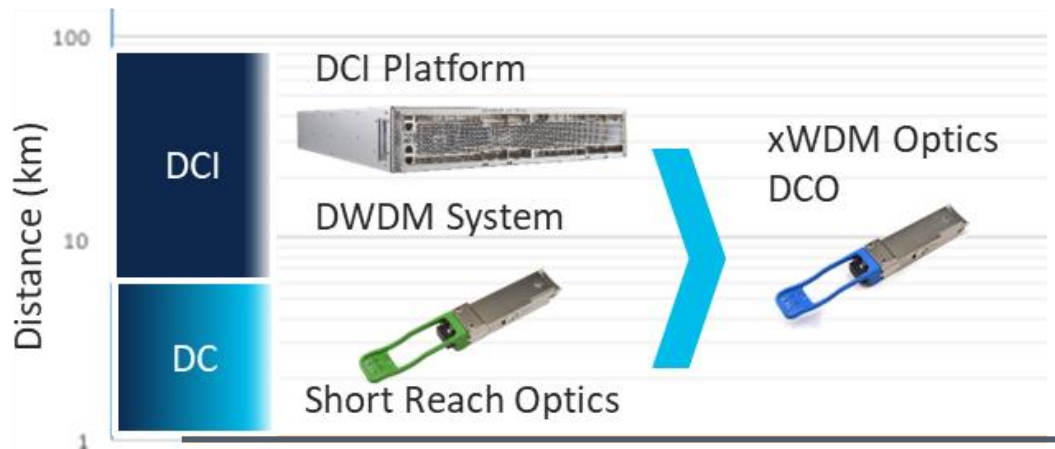 100
DCI Platform
DCI
xWDM Optics
DCO
DWDM System
10
Distance (km)
DC
Short Reach Optics
1